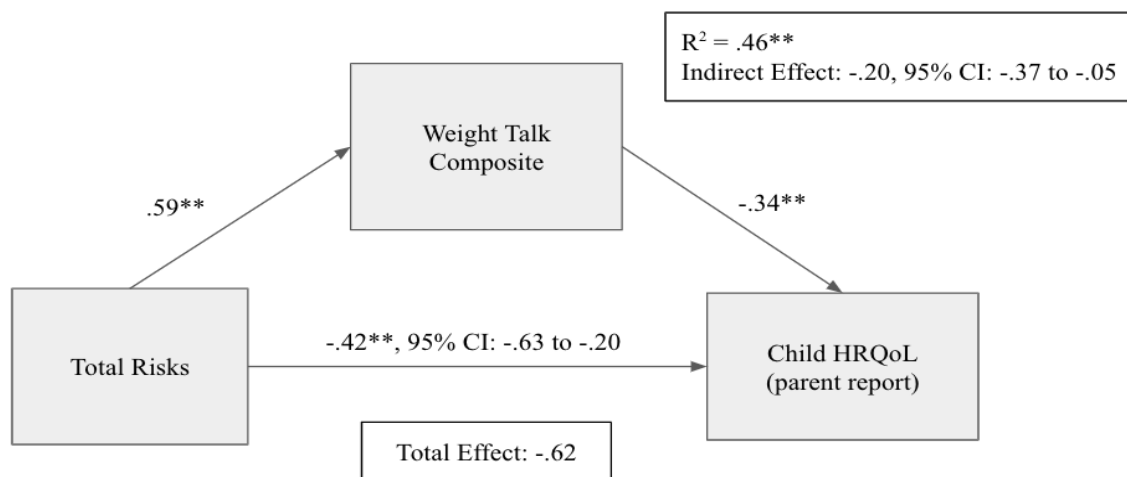 R² = .46**
Indirect Effect: -.20, 95% CI: -.37 to -.05
Weight Talk
Composite
.59**
-.34**
Total Risks
-.42**, 95% CI: -.63 to -.20
Child HRQoL
(parent report)
Total Effect: -.62